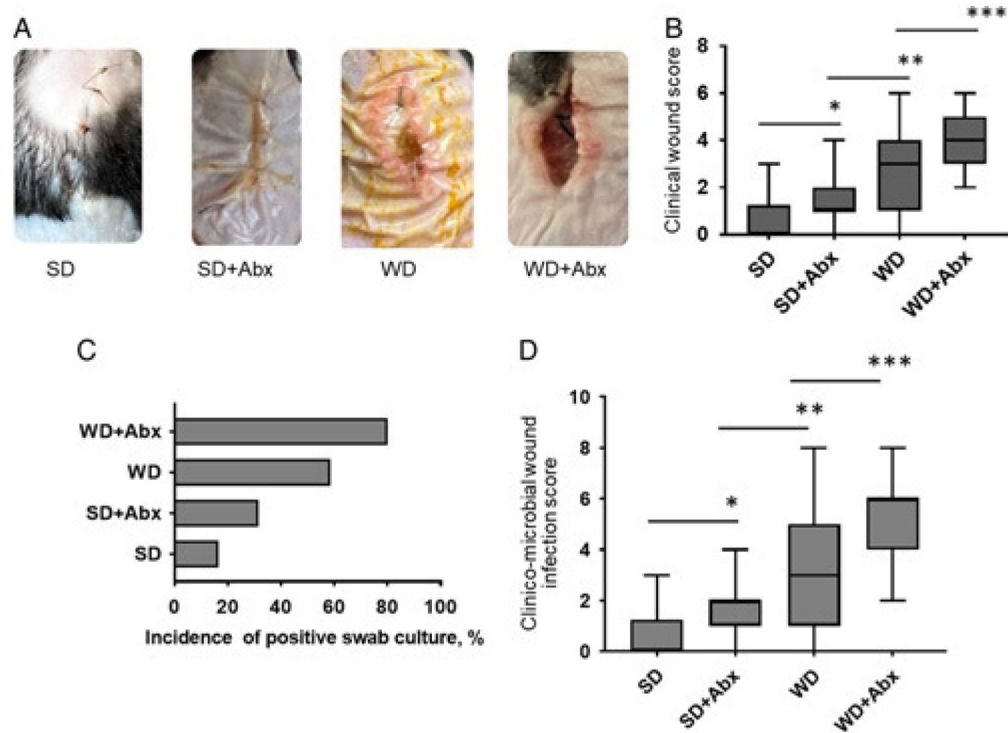 A
SD
SD+Abx
WD
WD+Abx
B
Clinical wound score
8
6
4
2
0
*
**
***
SD
SD+Abx
WD
WD+Abx
C
WD+Abx
WD
SD+Abx
SD
0 20 40 60 80 100
Incidence of positive swab culture, %
D
Clinico-microbial wound
infection score
10
8
6
4
2
0
*
**
***
SD
SD+Abx
WD
WD+Abx